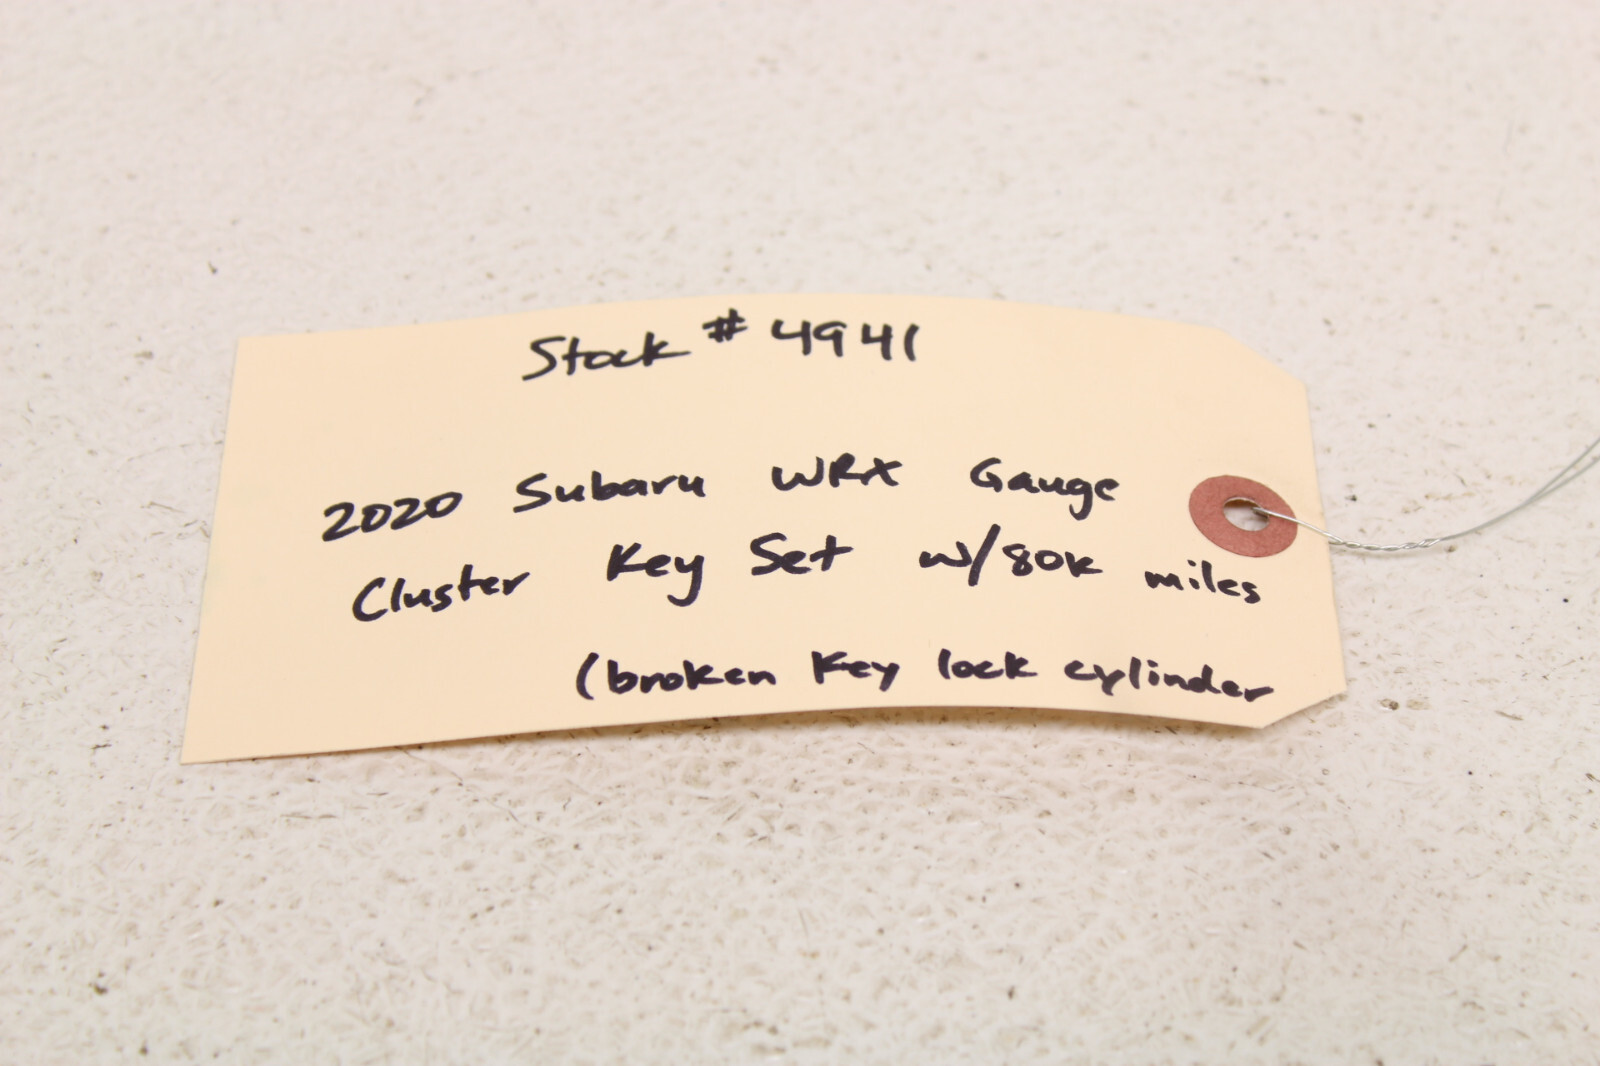 Stock # 4941
2020 Subaru WRX Gauge
Cluster Key Set w/80k miles
(broken key lock cylinder